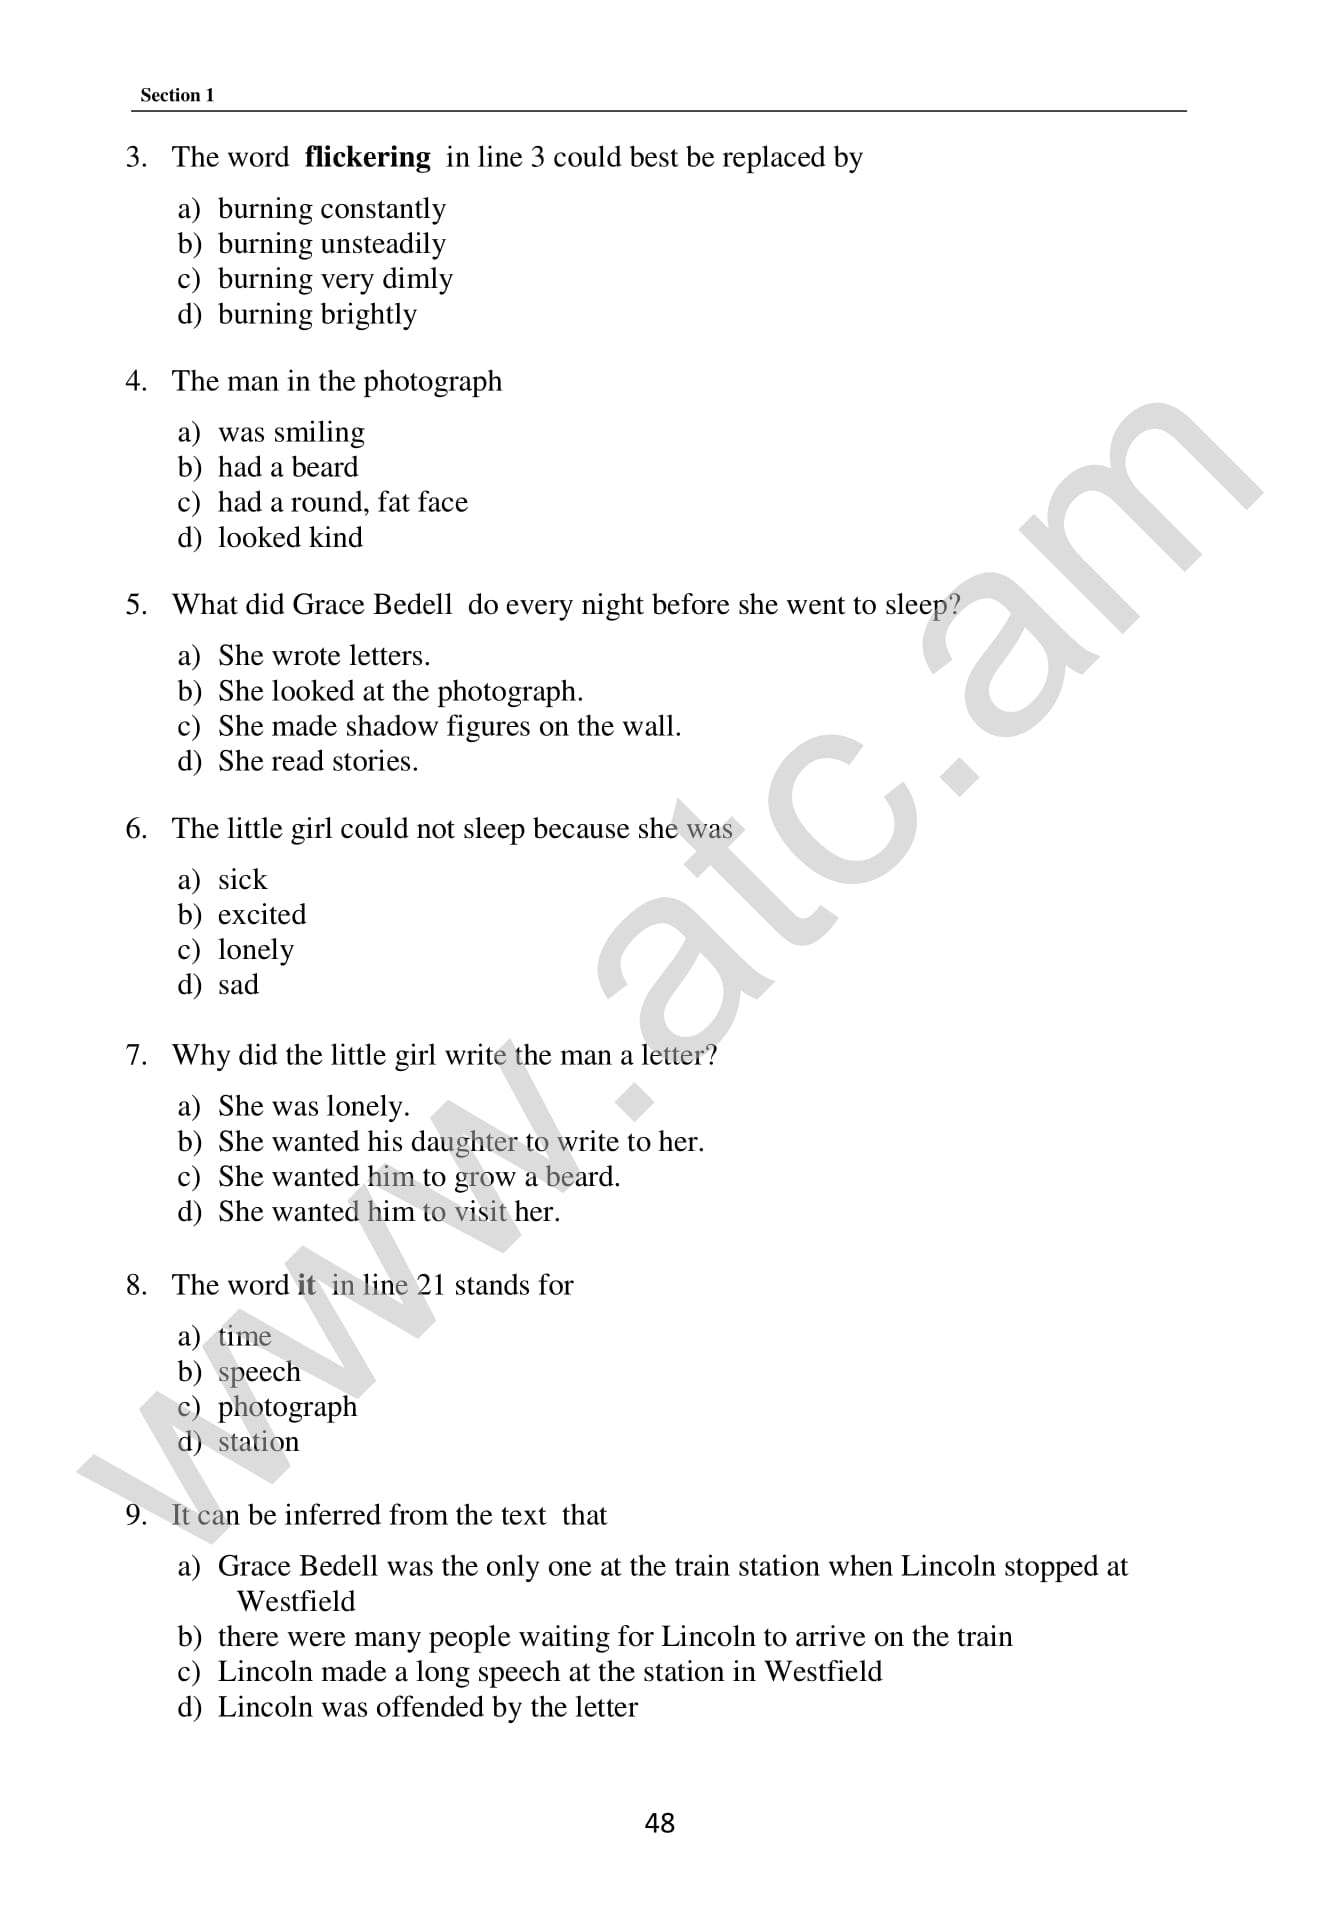 Section 1
3. The word flickering in line 3 could best be replaced by
a) burning constantly
b) burning unsteadily
c) burning very dimly
d) burning brightly
4. The man in the photograph
a) was smiling
b) had a beard
c) had a round, fat face
d) looked kind
5. What did Grace Bedell do every night before she went to sleep?
a) She wrote letters.
b) She looked at the photograph.
c) She made shadow figures on the wall.
d) She read stories.
6. The little girl could not sleep because she was
a) sick
b) excited
c) lonely
d) sad
7. Why did the little girl write the man a letter?
a) She was lonely.
b) She wanted his daughter to write to her.
c) She wanted him to grow a beard.
d) She wanted him to visit her.
8. The word it in line 21 stands for
a) time
b) speech
c) photograph
d) station
9. It can be inferred from the text that
a) Grace Bedell was the only one at the train station when Lincoln stopped at
Westfield
b) there were many people waiting for Lincoln to arrive on the train
c) Lincoln made a long speech at the station in Westfield
d) Lincoln was offended by the letter
48
www.atc.am